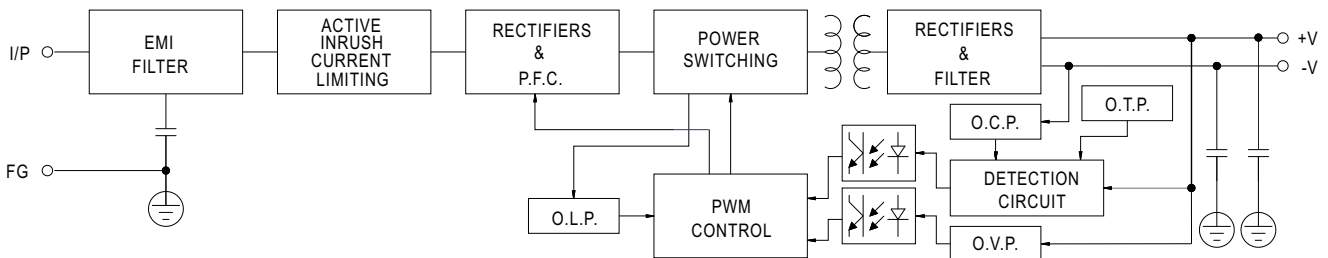 I/P
EMI
FILTER
ACTIVE
INRUSH
CURRENT
LIMITING
RECTIFIERS
&
P.F.C.
POWER
SWITCHING
RECTIFIERS
&
FILTER
+V
-V
O.C.P.
O.T.P.
FG
DETECTION
CIRCUIT
O.L.P.
PWM
CONTROL
O.V.P.